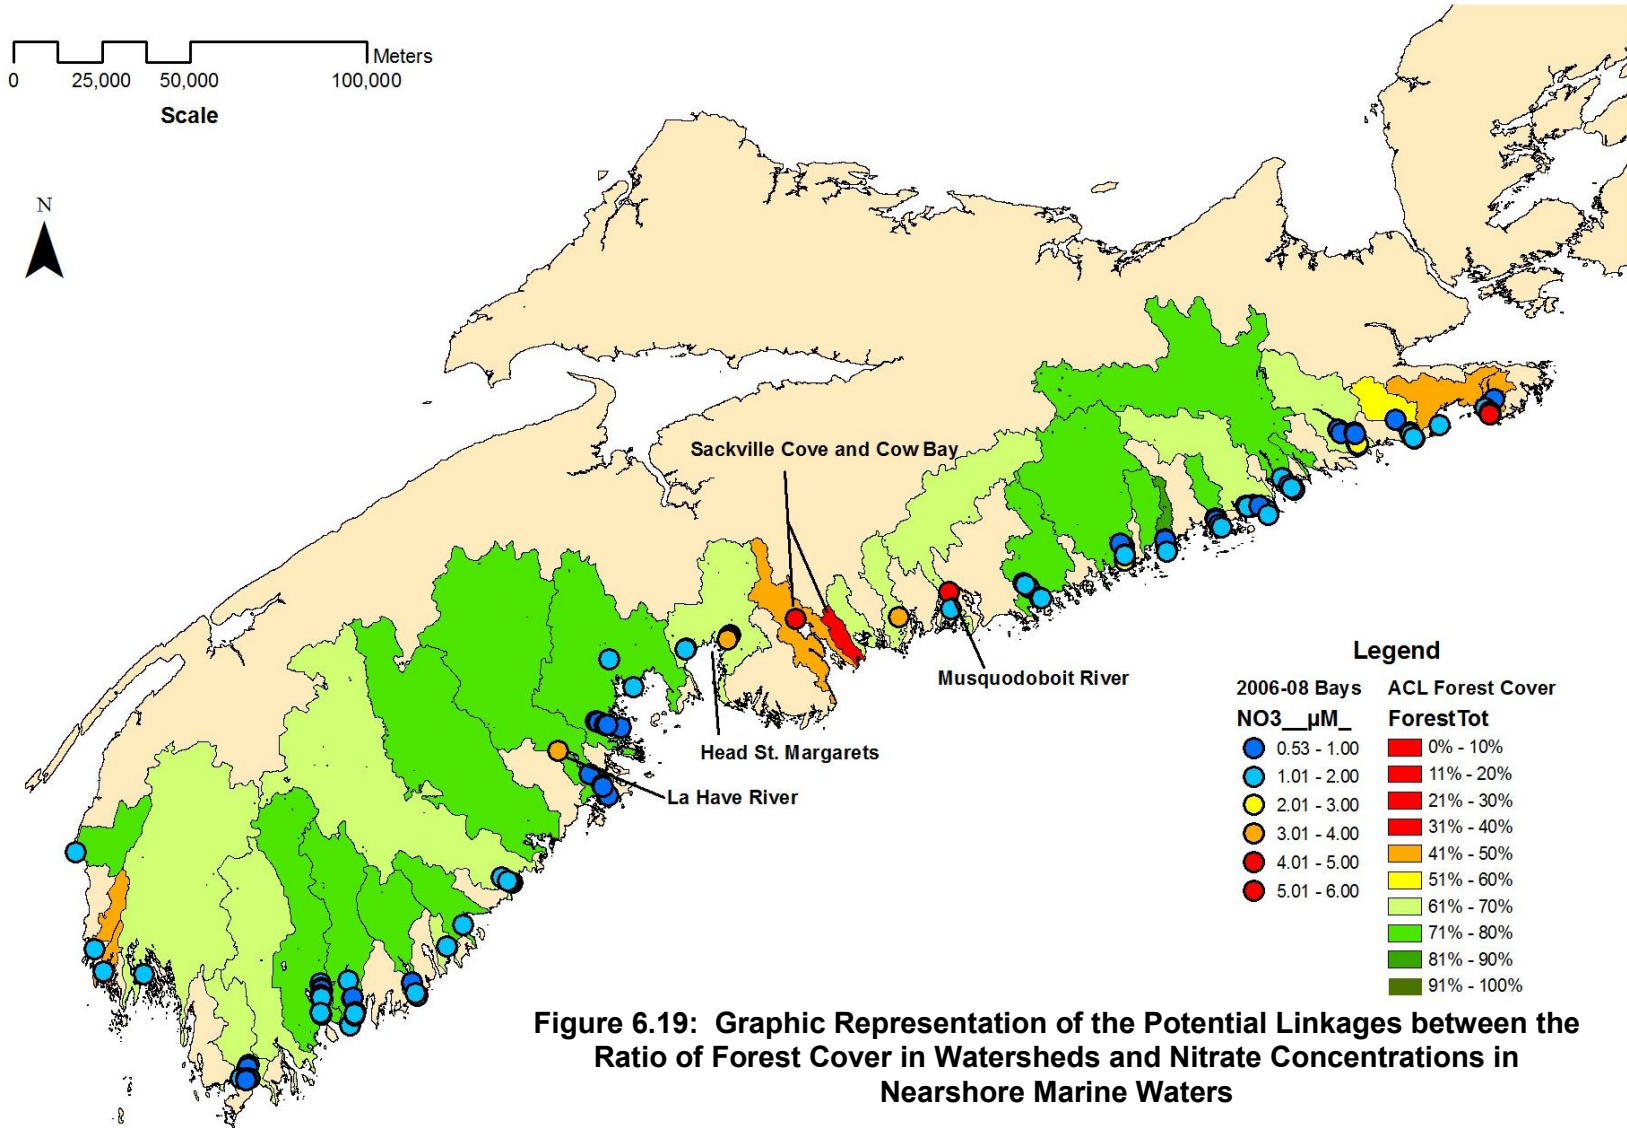 Meters
0 25,000 50,000 100,000
Scale
N
Sackville Cove and Cow Bay
Musquodoboit River
Head St. Margarets
La Have River
Legend
2006-08 Bays ACL Forest Cover
NO3__µM_ ForestTot
0.53 - 1.00 0% - 10%
1.01 - 2.00 11% - 20%
2.01 - 3.00 21% - 30%
3.01 - 4.00 31% - 40%
4.01 - 5.00 41% - 50%
5.01 - 6.00 51% - 60%
61% - 70%
71% - 80%
81% - 90%
91% - 100%
Figure 6.19: Graphic Representation of the Potential Linkages between the
Ratio of Forest Cover in Watersheds and Nitrate Concentrations in
Nearshore Marine Waters